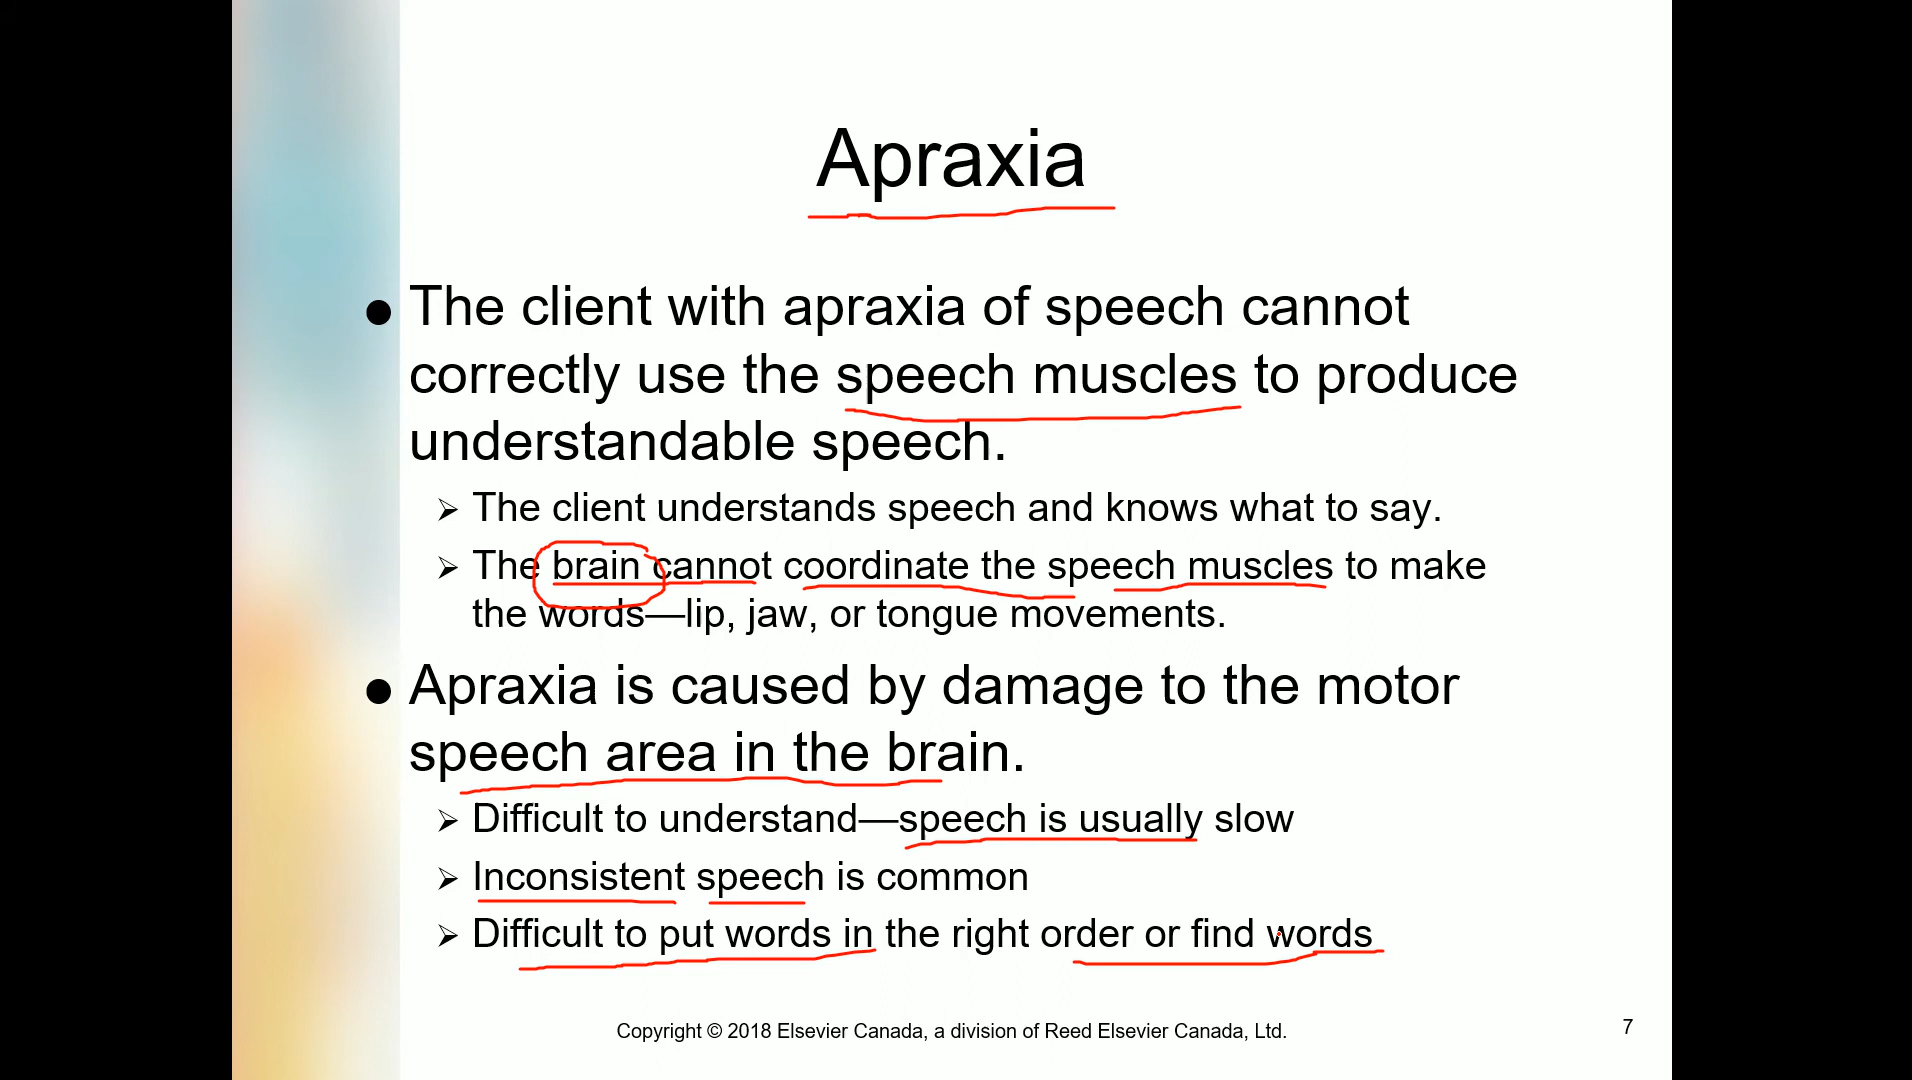 Apraxia
● The client with apraxia of speech cannot
correctly use the speech muscles to produce
understandable speech.
➢ The client understands speech and knows what to say.
➢ The brain cannot coordinate the speech muscles to make
the words—lip, jaw, or tongue movements.
● Apraxia is caused by damage to the motor
speech area in the brain.
➢ Difficult to understand—speech is usually slow
➢ Inconsistent speech is common
➢ Difficult to put words in the right order or find words
Copyright © 2018 Elsevier Canada, a division of Reed Elsevier Canada, Ltd.
7